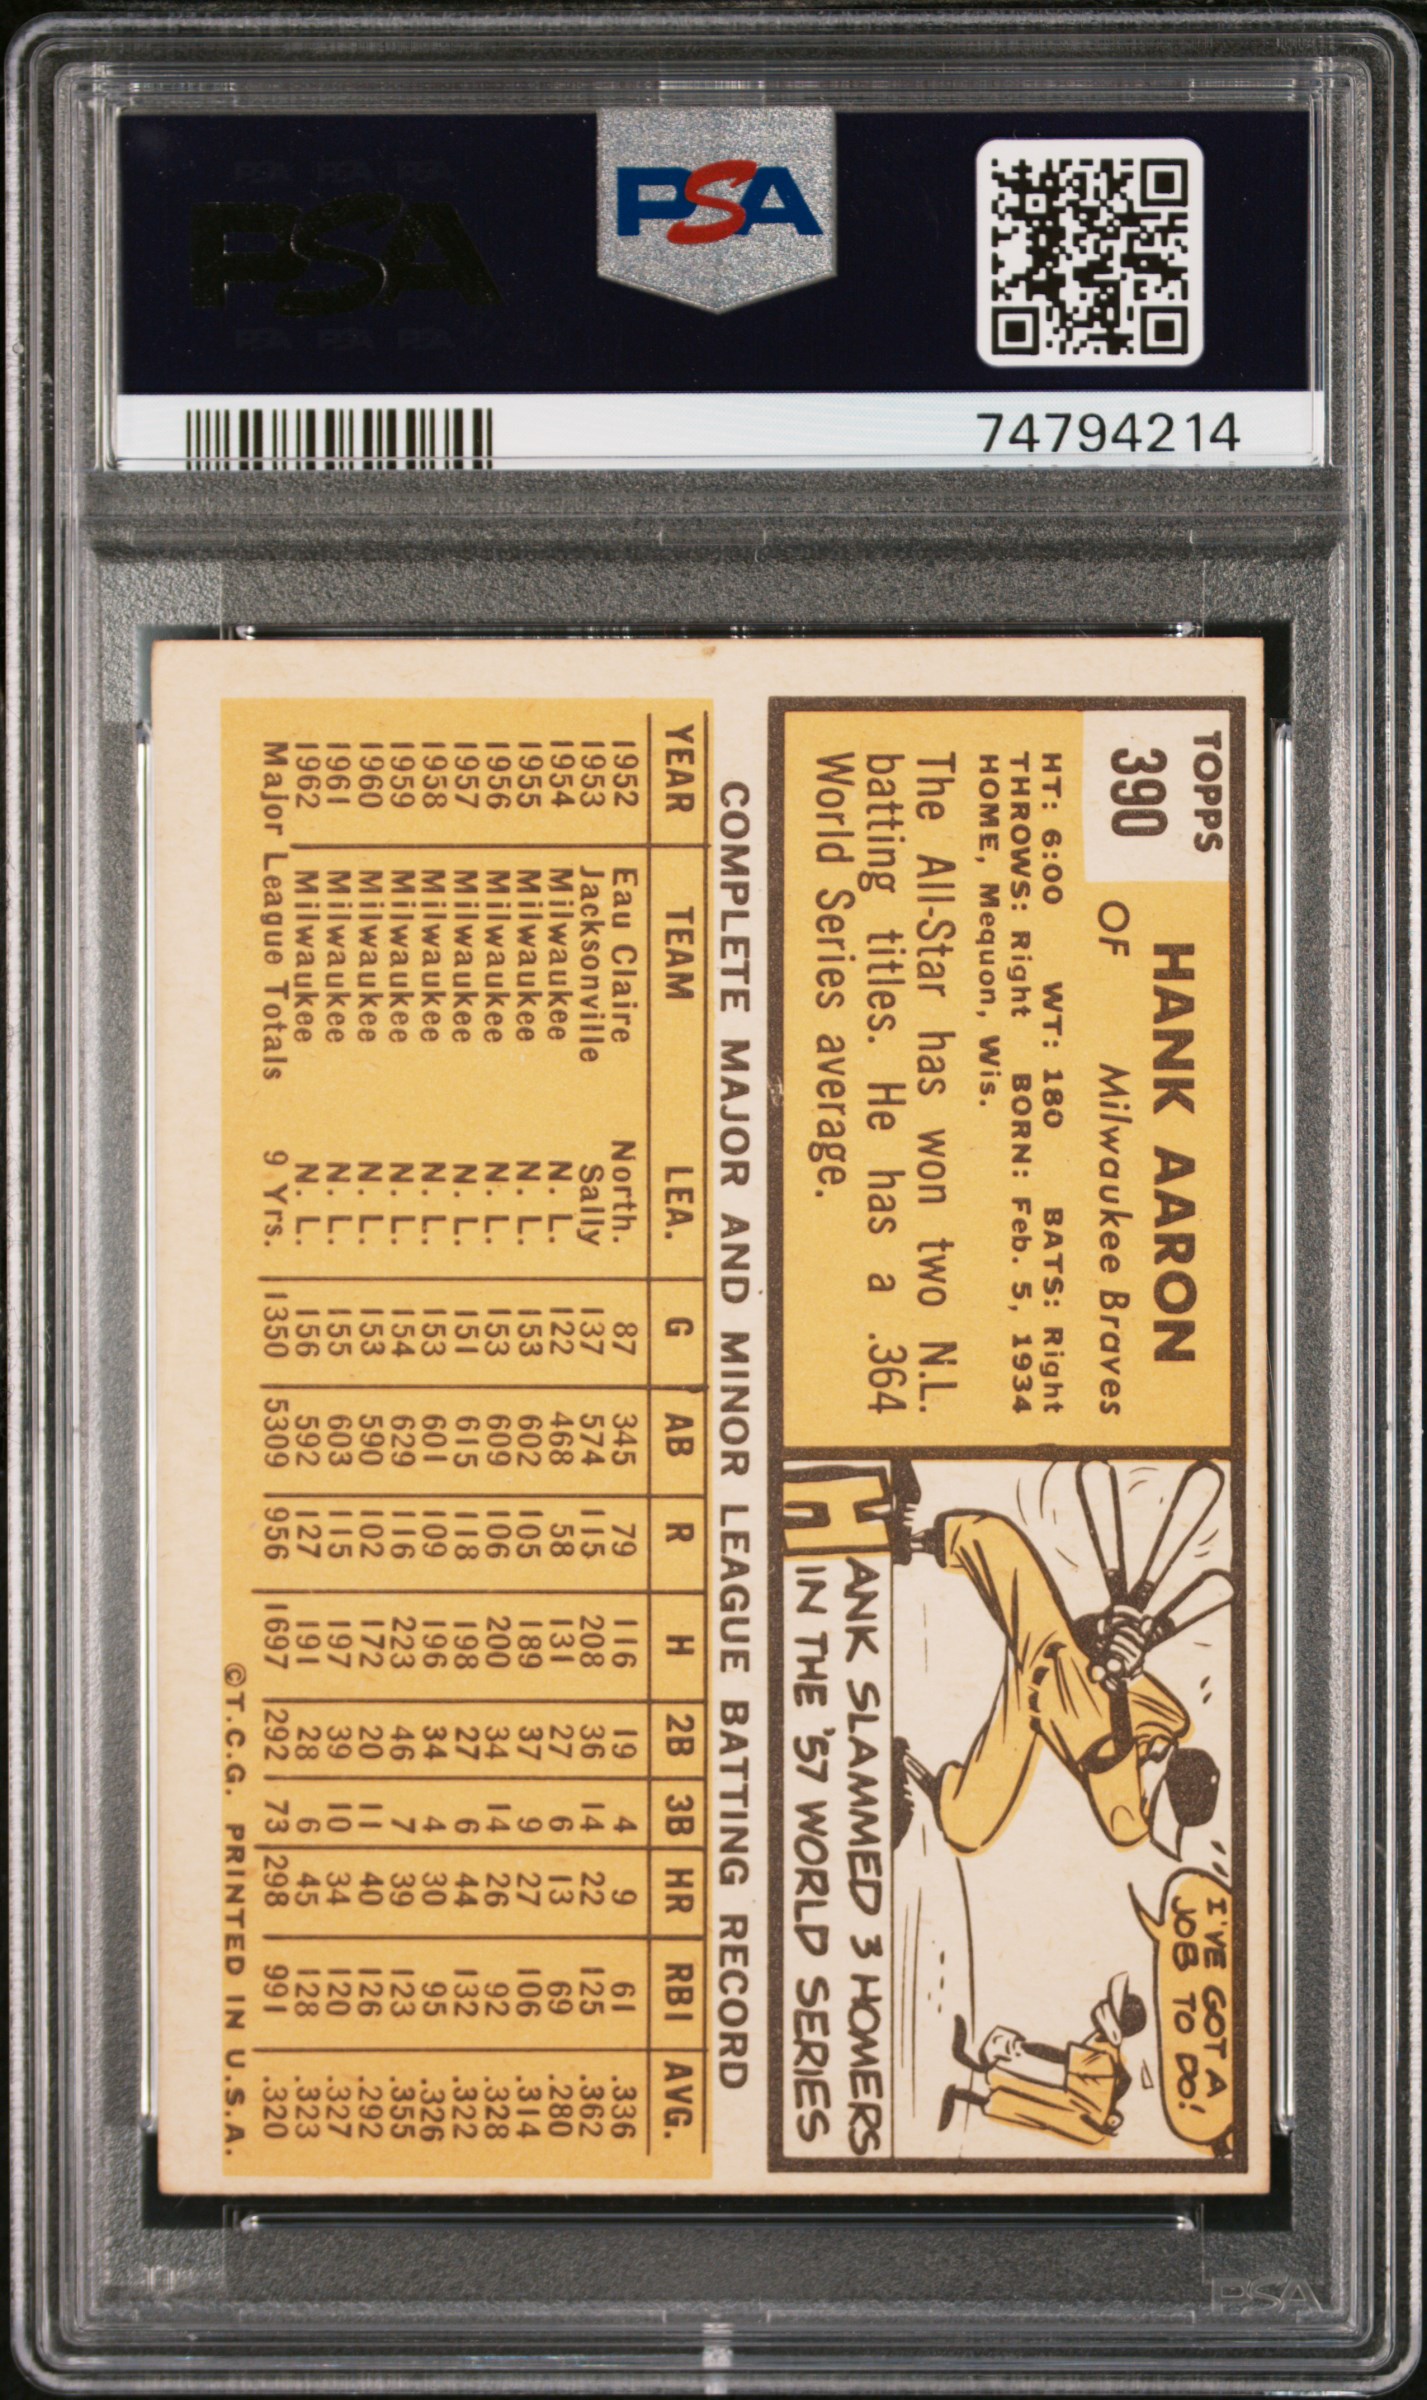 PSA PSA PSA
PSA
PSA PSA PSA
PSA
74794214
TOPPS
390
HANK AARON
OF Milwaukee Braves
HT: 6:00 WT: 180 BATS: Right
THROWS: Right BORN: Feb. 5, 1934
HOME, Mequon, Wis.
The All-Star has won two N.L.
batting titles. He has a .364
World Series average.
I'VE GOT A
JOB TO DO!
HANK SLAMMED 3 HOMERS
IN THE '57 WORLD SERIES
COMPLETE MAJOR AND MINOR LEAGUE BATTING RECORD
YEAR TEAM LEA. G AB R H 2B 3B HR RBI AVG.
1952 Eau Claire North. 87 345 79 116 19 4 9 61 .336
1953 Jacksonville Sally 137 574 115 208 36 14 22 125 .362
1954 Milwaukee N. L. 122 468 58 131 27 6 13 69 .280
1955 Milwaukee N. L. 153 602 105 189 37 9 27 106 .314
1956 Milwaukee N. L. 153 609 106 200 34 14 26 92 .328
1957 Milwaukee N. L. 151 615 118 198 27 6 44 132 .322
1958 Milwaukee N. L. 153 601 109 196 34 4 30 95 .326
1959 Milwaukee N. L. 154 629 116 223 46 7 39 123 .355
1960 Milwaukee N. L. 153 590 102 172 20 11 40 126 .292
1961 Milwaukee N. L. 155 603 115 197 39 10 34 120 .327
1962 Milwaukee N. L. 156 592 127 191 28 6 45 128 .323
Major League Totals 9 Yrs. 1350 5309 956 1697 292 73 298 991 .320
©T.C.G. PRINTED IN U.S.A.
PSA